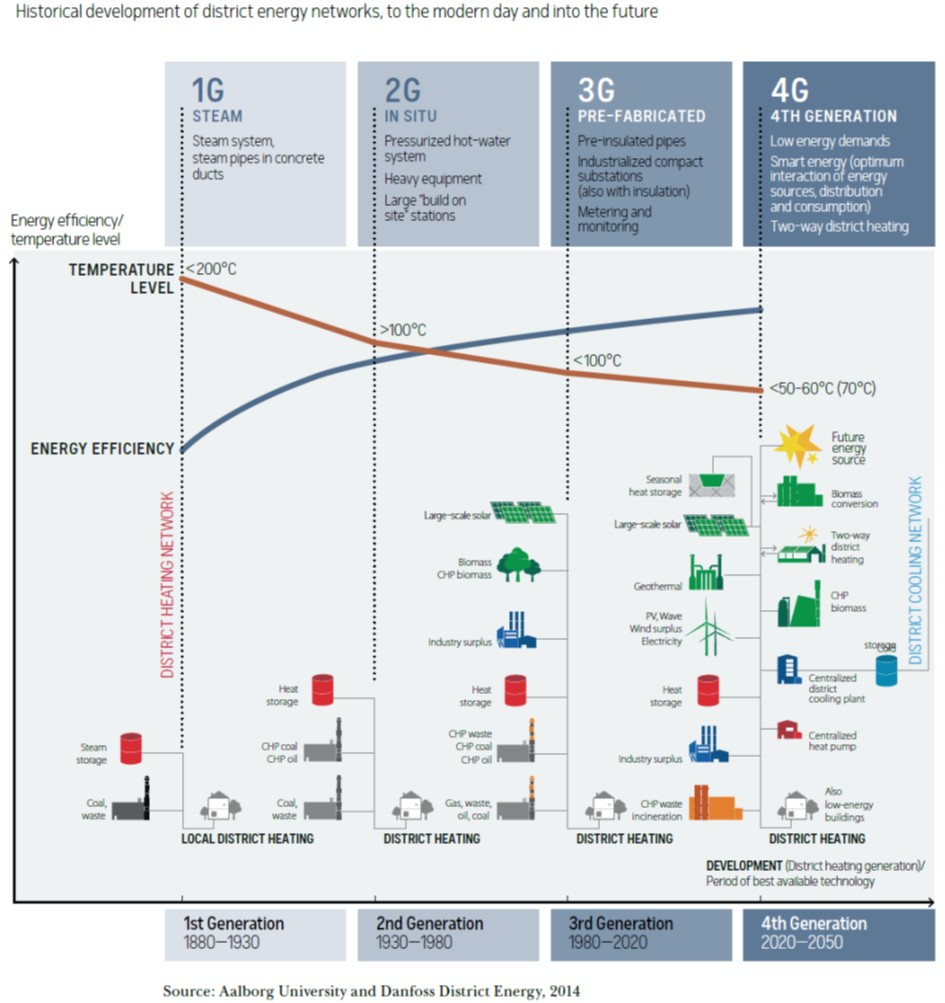 Historical development of district energy networks, to the modern day and into the future
1G
STEAM
Steam system,
steam pipes in concrete
ducts
2G
IN SITU
Pressurized hot-water
system
Heavy equipment
Large "build on
site" stations
3G
PRE-FABRICATED
Pre-insulated pipes
Industrialized compact
substations
(also with insulation)
Metering and
monitoring
4G
4TH GENERATION
Low energy demands
Smart energy (optimum
interaction of energy
sources, distribution
and consumption)
Two-way district heating
Energy efficiency/
temperature level
TEMPERATURE
LEVEL
<200°C
>100°C
<100°C
<50-60°C (70°C)
ENERGY EFFICIENCY
DISTRICT HEATING NETWORK
Steam
storage
Coal,
waste
LOCAL DISTRICT HEATING
Heat
storage
CHP coal
CHP oil
Coal,
waste
DISTRICT HEATING
Large-scale solar
Biomass
CHP biomass
Industry surplus
Heat
storage
CHP waste
CHP coal
CHP oil
Gas, waste,
oil, coal
DISTRICT HEATING
Seasonal
heat storage
Large-scale solar
Geothermal
PV, Wave
Wind surplus
Electricity
Heat
storage
Industry surplus
CHP waste
incineration
Future
energy
source
Biomass
conversion
Two-way
district
heating
CHP
biomass
Centralized
district
cooling plant
storage
Cold
Centralized
heat pump
Also
low-energy
buildings
DISTRICT HEATING
DISTRICT COOLING NETWORK
DEVELOPMENT (District heating generation)/
Period of best available technology
1st Generation
1880–1930
2nd Generation
1930–1980
3rd Generation
1980–2020
4th Generation
2020–2050
Source: Aalborg University and Danfoss District Energy, 2014